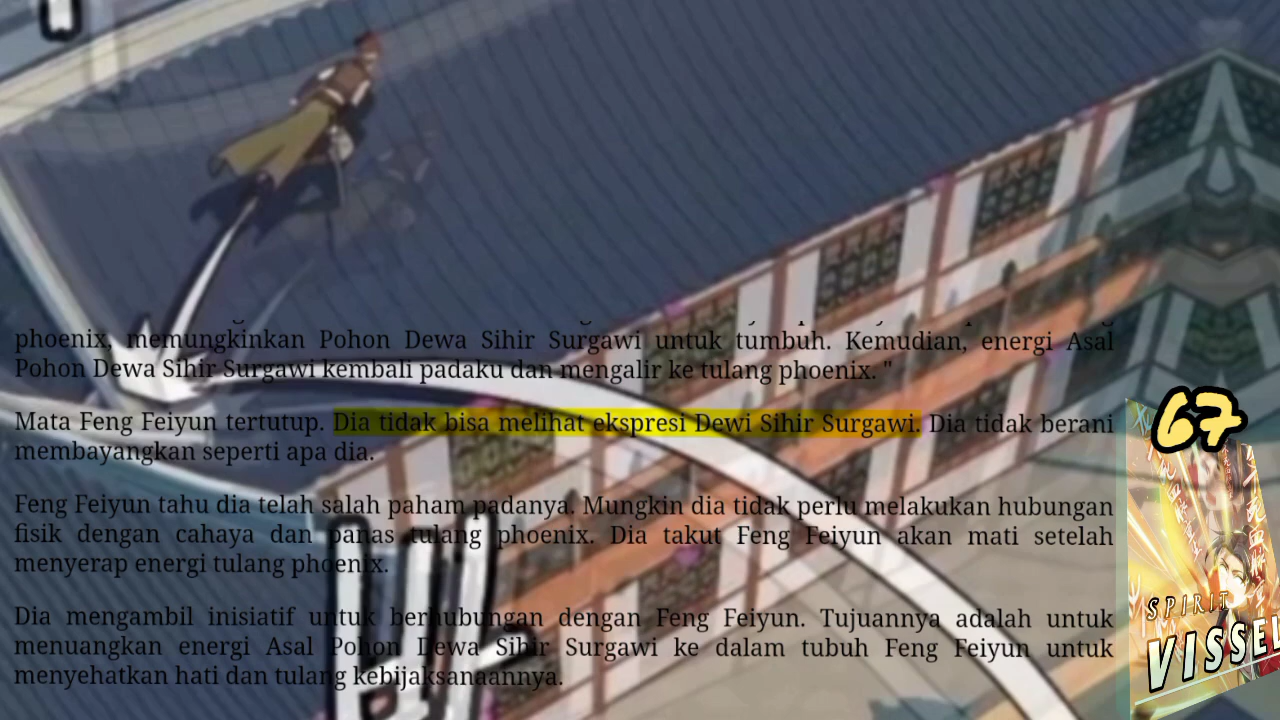 phoenix, memungkinkan Pohon Dewa Sihir Surgawi untuk tumbuh. Kemudian, energi Asal
Pohon Dewa Sihir Surgawi kembali padaku dan mengalir ke tulang phoenix. "
Mata Feng Feiyun tertutup. Dia tidak bisa melihat ekspresi Dewi Sihir Surgawi. Dia tidak berani
membayangkan seperti apa dia.
Feng Feiyun tahu dia telah salah paham padanya. Mungkin dia tidak perlu melakukan hubungan
fisik dengan cahaya dan panas tulang phoenix. Dia takut Feng Feiyun akan mati setelah
menyerap energi tulang phoenix.
Dia mengambil inisiatif untuk berhubungan dengan Feng Feiyun. Tujuannya adalah untuk
menuangkan energi Asal Pohon Dewa Sihir Surgawi ke dalam tubuh Feng Feiyun untuk
menyehatkan hati dan tulang kebijaksanaannya.
67
SPIRIT
VISSEL